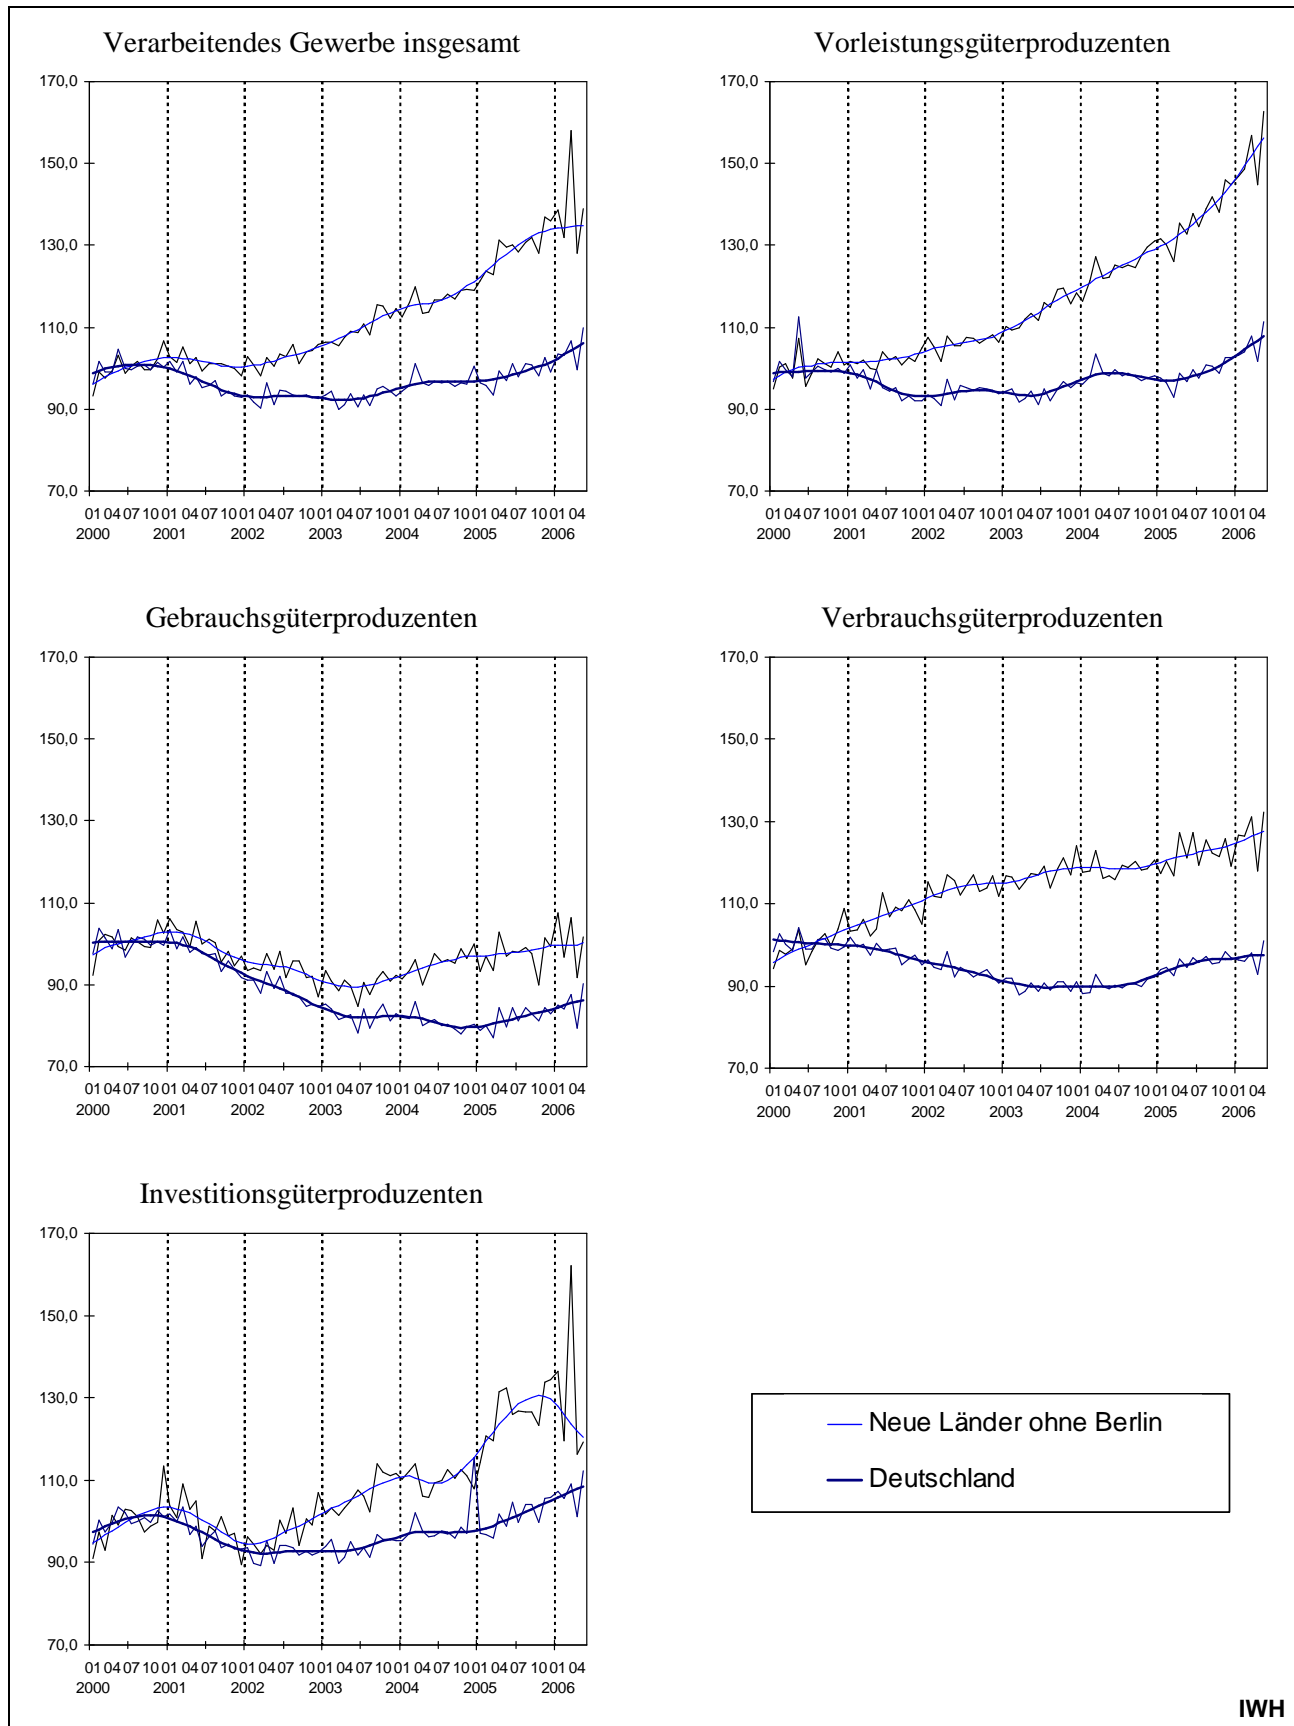 Verarbeitendes Gewerbe insgesamt
170,0
150,0
130,0
110,0
90,0
70,0
01 04 07 10 01 04 07 10 01 04 07 10 01 04 07 10 01 04 07 10 01 04 07 10 01 04
2000 2001 2002 2003 2004 2005 2006
Vorleistungsgüterproduzenten
170,0
150,0
130,0
110,0
90,0
70,0
01 04 07 10 01 04 07 10 01 04 07 10 01 04 07 10 01 04 07 10 01 04 07 10 01 04
2000 2001 2002 2003 2004 2005 2006
Gebrauchsgüterproduzenten
170,0
150,0
130,0
110,0
90,0
70,0
01 04 07 10 01 04 07 10 01 04 07 10 01 04 07 10 01 04 07 10 01 04 07 10 01 04
2000 2001 2002 2003 2004 2005 2006
Verbrauchsgüterproduzenten
170,0
150,0
130,0
110,0
90,0
70,0
01 04 07 10 01 04 07 10 01 04 07 10 01 04 07 10 01 04 07 10 01 04 07 10 01 04
2000 2001 2002 2003 2004 2005 2006
Investitionsgüterproduzenten
170,0
150,0
130,0
110,0
90,0
70,0
01 04 07 10 01 04 07 10 01 04 07 10 01 04 07 10 01 04 07 10 01 04 07 10 01 04
2000 2001 2002 2003 2004 2005 2006
Neue Länder ohne Berlin
Deutschland
IWH